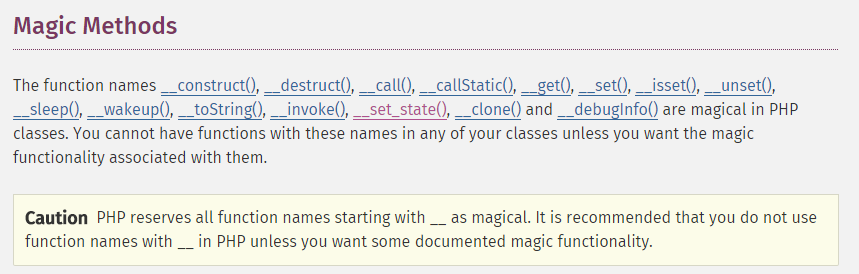 Magic Methods
The function names __construct(), __destruct(), __call(), __callStatic(), __get(), __set(), __isset(), __unset(),
__sleep(), __wakeup(), __toString(), __invoke(), __set_state(), __clone() and __debugInfo() are magical in PHP
classes. You cannot have functions with these names in any of your classes unless you want the magic
functionality associated with them.
Caution PHP reserves all function names starting with __ as magical. It is recommended that you do not use
function names with __ in PHP unless you want some documented magic functionality.